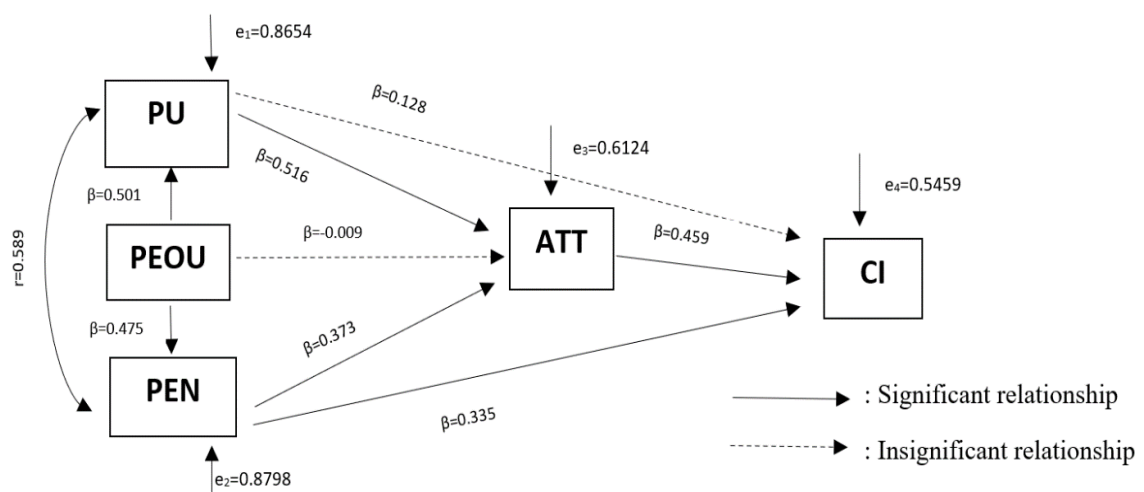 e₁=0.8654
PU
β=0.128
e₃=0.6124
β=0.516
e₄=0.5459
β=0.501
PEOU
β=-0.009
ATT
β=0.459
CI
r=0.589
β=0.475
β=0.373
PEN
β=0.335
e₂=0.8798
: Significant relationship
: Insignificant relationship